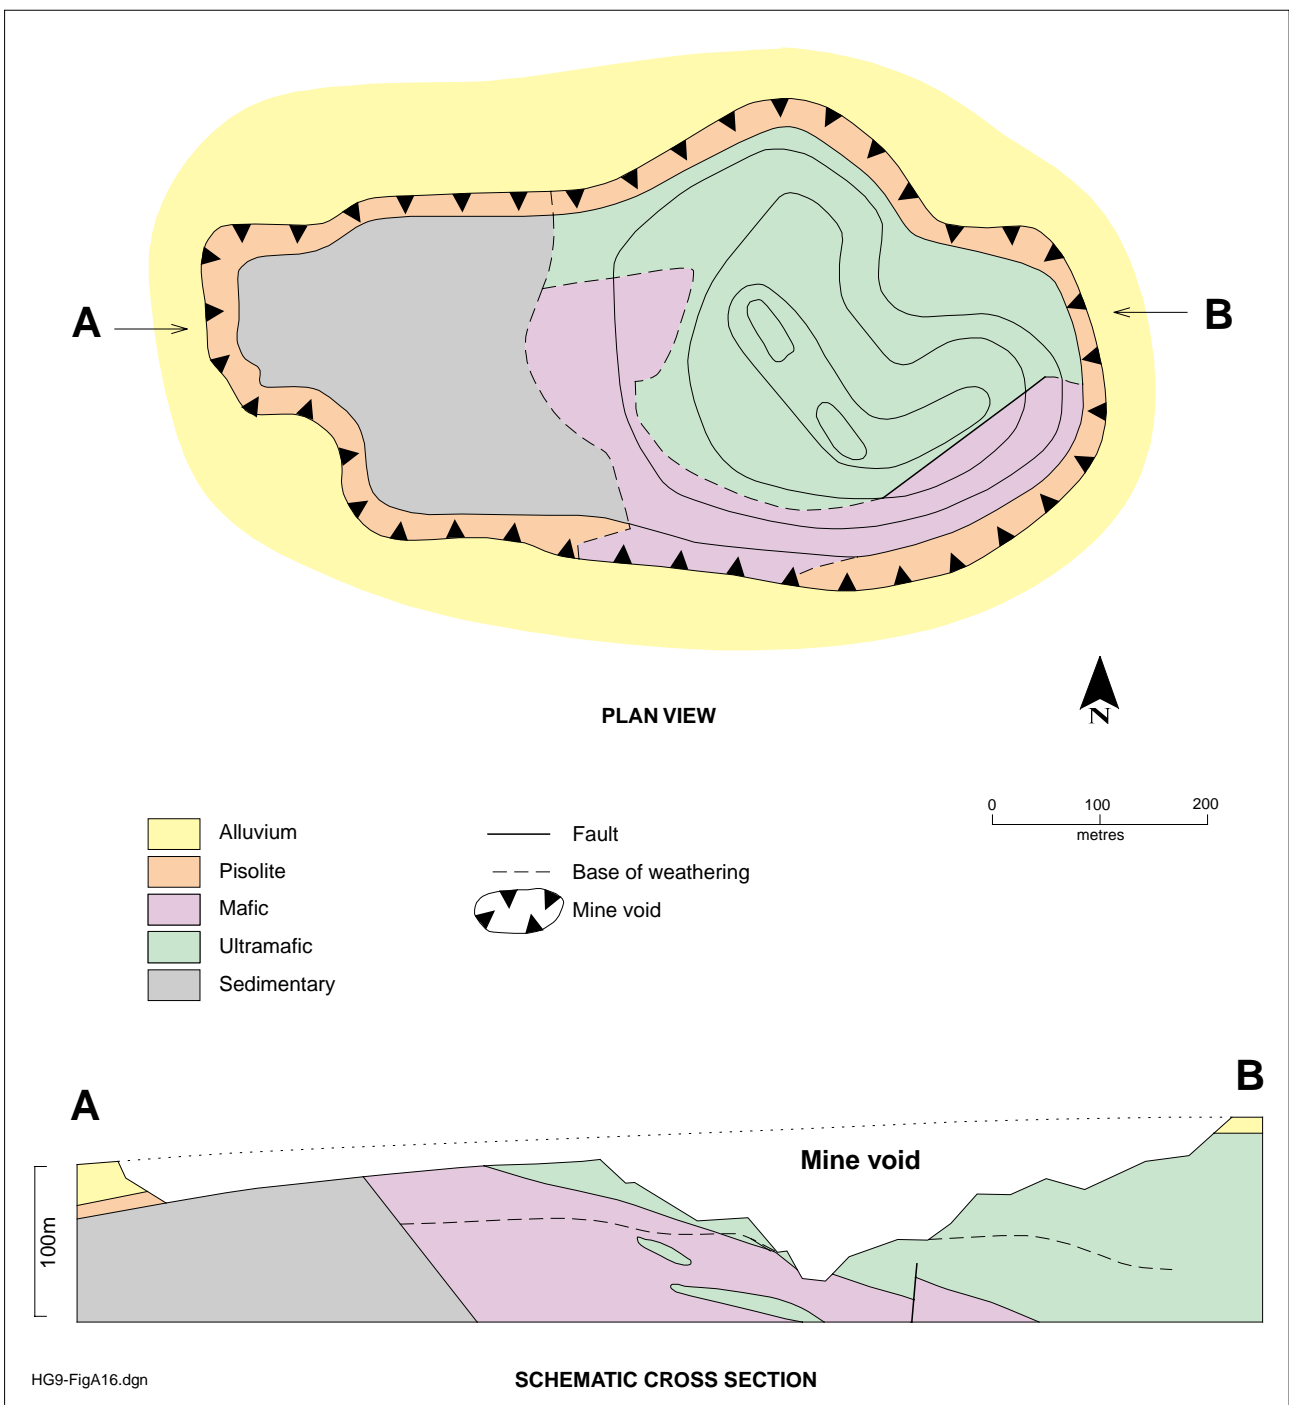 A
B
PLAN VIEW
N
0 100 200
metres
Alluvium
Pisolite
Mafic
Ultramafic
Sedimentary
Fault
Base of weathering
Mine void
A
B
Mine void
100m
HG9-FigA16.dgn
SCHEMATIC CROSS SECTION